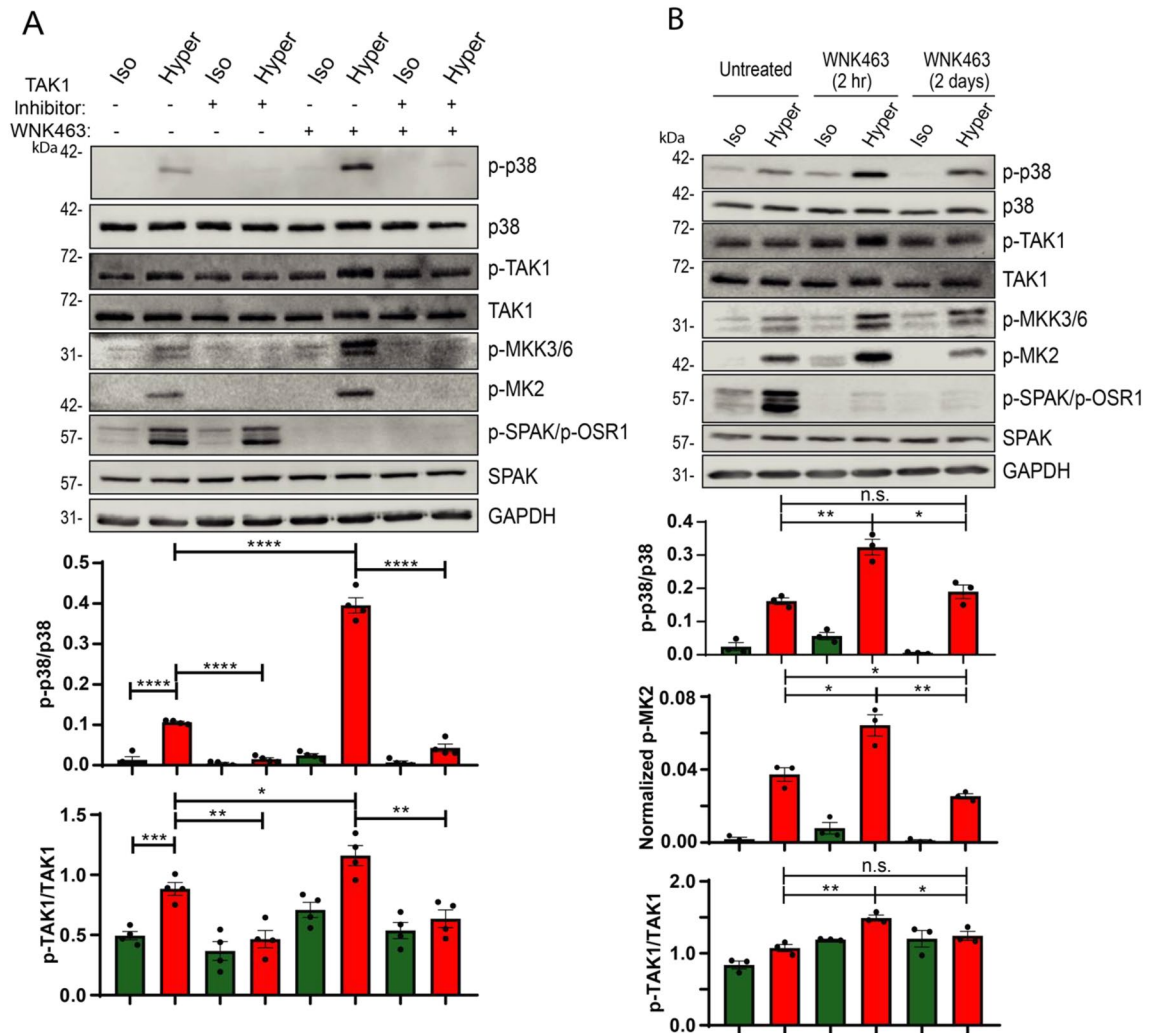 A
Iso Hyper Iso Hyper Iso Hyper Iso Hyper
TAK1
Inhibitor: - - + + - - + +
WNK463: - - - - + + + +
kDa
42- p-p38
42- p38
72- p-TAK1
72- TAK1
31- p-MKK3/6
42- p-MK2
57- p-SPAK/p-OSR1
57- SPAK
31- GAPDH
p-p38/p38
0.5
0.4
0.3
0.2
0.1
0.0
****
**** ****
****
p-TAK1/TAK1
1.5
1.0
0.5
0.0
*
*** ** **
B
Untreated WNK463 (2 hr) WNK463 (2 days)
Iso Hyper Iso Hyper Iso Hyper
kDa
42- p-p38
42- p38
72- p-TAK1
72- TAK1
31- p-MKK3/6
42- p-MK2
57- p-SPAK/p-OSR1
57- SPAK
31- GAPDH
p-p38/p38
0.4
0.3
0.2
0.1
0.0
n.s.
** *
Normalized p-MK2
0.08
0.04
0.00
*
* **
p-TAK1/TAK1
2.0
1.0
0.0
n.s.
** *